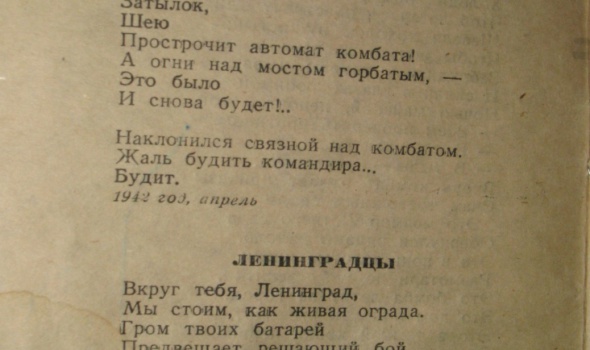 Затылок,
Шею
Прострочит автомат комбата!
А огни над мостом горбатым, —
Это было
И снова будет!..
Наклонился связной над комбатом.
Жаль будить командира...
Будит.
1942 год, апрель
ЛЕНИНГРАДЦЫ
Вкруг тебя, Ленинград,
Мы стоим, как живая ограда.
Гром твоих батарей
Предвещает решающий бой